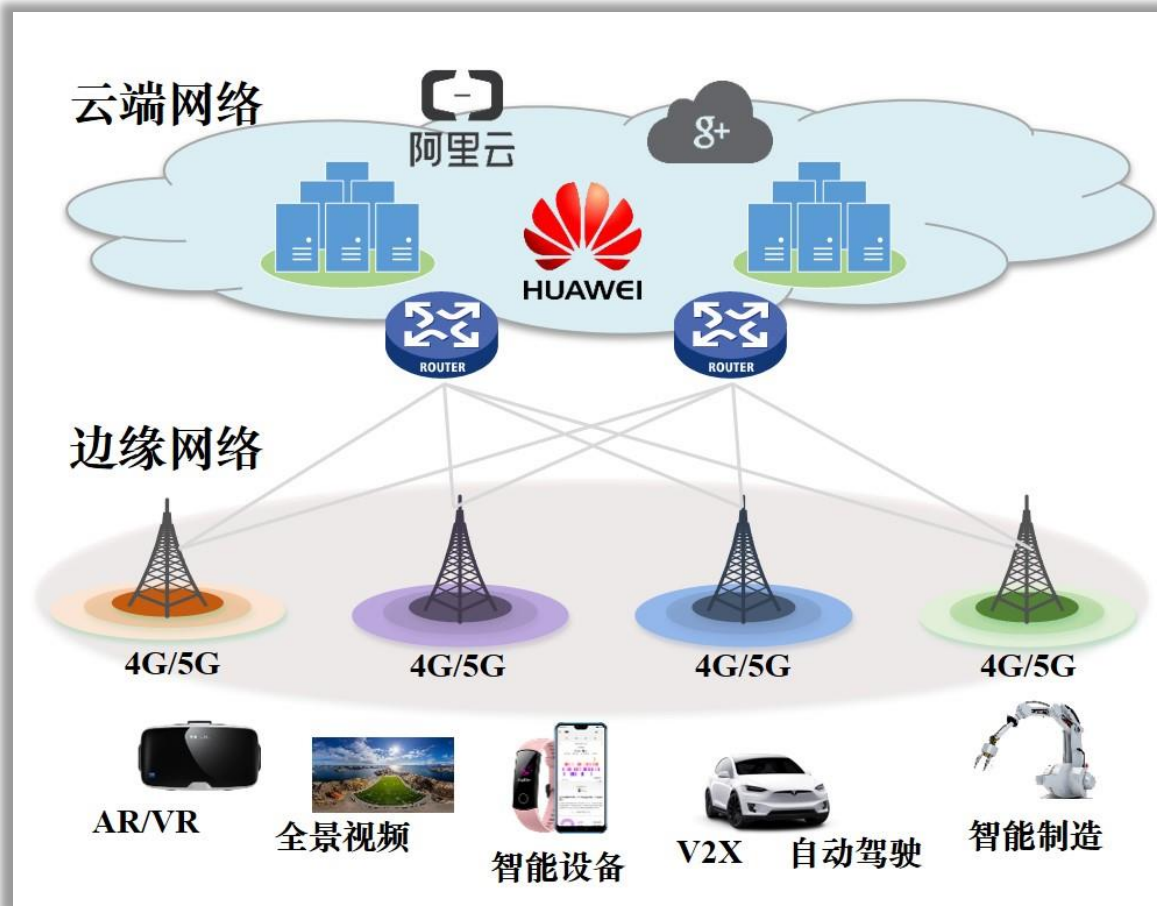 云端网络
阿里云
g+
HUAWEI
ROUTER
ROUTER
边缘网络
4G/5G
4G/5G
4G/5G
4G/5G
AR/VR
全景视频
智能设备
V2X
自动驾驶
智能制造